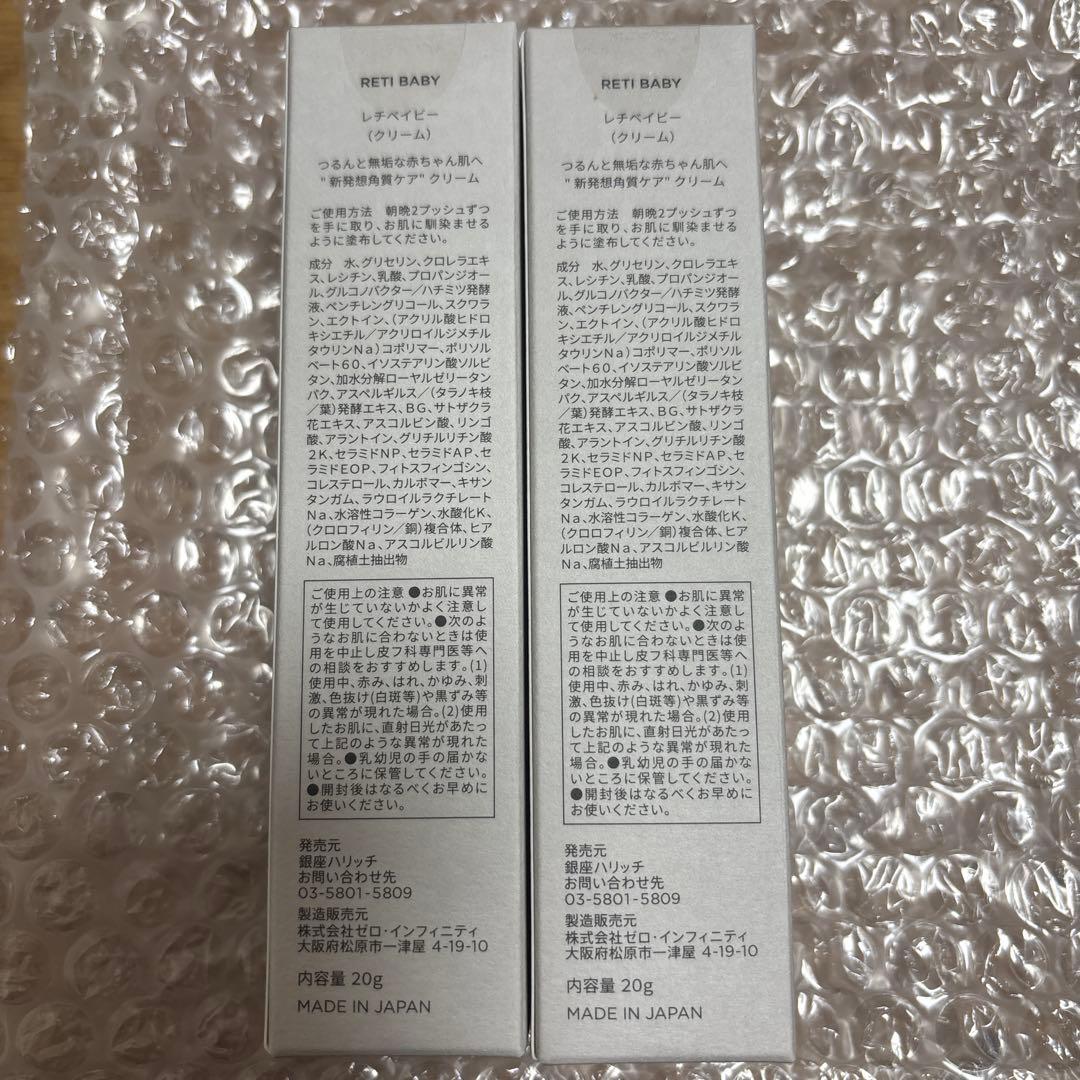 RETI BABY
レチベイビー
（クリーム）
つるんと無垢な赤ちゃん肌へ
"新発想角質ケア"クリーム
ご使用方法　朝晩2プッシュずつ
を手に取り、お肌に馴染ませる
ように塗布してください。
成分　水、グリセリン、クロレラエキ
ス、レシチン、乳酸、プロパンジオー
ル、グルコノバクター／ハチミツ発酵
液、ペンチレングリコール、スクワラ
ン、エクトイン、（アクリル酸ヒドロ
キシエチル／アクリロイルジメチル
タウリンNa）コポリマー、ポリソル
ベート60、イソステアリン酸ソルビ
タン、加水分解ローヤルゼリータン
パク、アスペルギルス／（タラノキ枝
／葉）発酵エキス、BG、サトザクラ
花エキス、アスコルビン酸、リンゴ
酸、アラントイン、グリチルリチン酸
2K、セラミドNP、セラミドAP、セ
ラミドEOP、フィトスフィンゴシン、
コレステロール、カルボマー、キサン
タンガム、ラウロイルラクチレート
Na、水溶性コラーゲン、水酸化K、
（クロロフィリン／銅）複合体、ヒア
ルロン酸Na、アスコルビルリン酸
Na、腐植土抽出物
ご使用上の注意 ●お肌に異常
が生じていないかよく注意し
て使用してください。●次のよ
うなお肌に合わないときは使
用を中止し皮フ科専門医等へ
の相談をおすすめします。(1)
使用中、赤み、はれ、かゆみ、刺
激、色抜け(白斑等)や黒ずみ等
の異常が現れた場合。(2)使用
したお肌に、直射日光があたっ
て上記のような異常が現れた
場合。●乳幼児の手の届かな
いところに保管してください。
●開封後はなるべくお早めに
お使いください。
発売元
銀座ハリッチ
お問い合わせ先
03-5801-5809
製造販売元
株式会社ゼロ・インフィニティ
大阪府松原市一津屋 4-19-10
内容量 20g
MADE IN JAPAN
RETI BABY
レチベイビー
（クリーム）
つるんと無垢な赤ちゃん肌へ
"新発想角質ケア"クリーム
ご使用方法　朝晩2プッシュずつ
を手に取り、お肌に馴染ませる
ように塗布してください。
成分　水、グリセリン、クロレラエキ
ス、レシチン、乳酸、プロパンジオー
ル、グルコノバクター／ハチミツ発酵
液、ペンチレングリコール、スクワラ
ン、エクトイン、（アクリル酸ヒドロ
キシエチル／アクリロイルジメチル
タウリンNa）コポリマー、ポリソル
ベート60、イソステアリン酸ソルビ
タン、加水分解ローヤルゼリータン
パク、アスペルギルス／（タラノキ枝
／葉）発酵エキス、BG、サトザクラ
花エキス、アスコルビン酸、リンゴ
酸、アラントイン、グリチルリチン酸
2K、セラミドNP、セラミドAP、セ
ラミドEOP、フィトスフィンゴシン、
コレステロール、カルボマー、キサン
タンガム、ラウロイルラクチレート
Na、水溶性コラーゲン、水酸化K、
（クロロフィリン／銅）複合体、ヒア
ルロン酸Na、アスコルビルリン酸
Na、腐植土抽出物
ご使用上の注意 ●お肌に異常
が生じていないかよく注意し
て使用してください。●次のよ
うなお肌に合わないときは使
用を中止し皮フ科専門医等へ
の相談をおすすめします。(1)
使用中、赤み、はれ、かゆみ、刺
激、色抜け(白斑等)や黒ずみ等
の異常が現れた場合。(2)使用
したお肌に、直射日光があたっ
て上記のような異常が現れた
場合。●乳幼児の手の届かな
いところに保管してください。
●開封後はなるべくお早めに
お使いください。
発売元
銀座ハリッチ
お問い合わせ先
03-5801-5809
製造販売元
株式会社ゼロ・インフィニティ
大阪府松原市一津屋 4-19-10
内容量 20g
MADE IN JAPAN